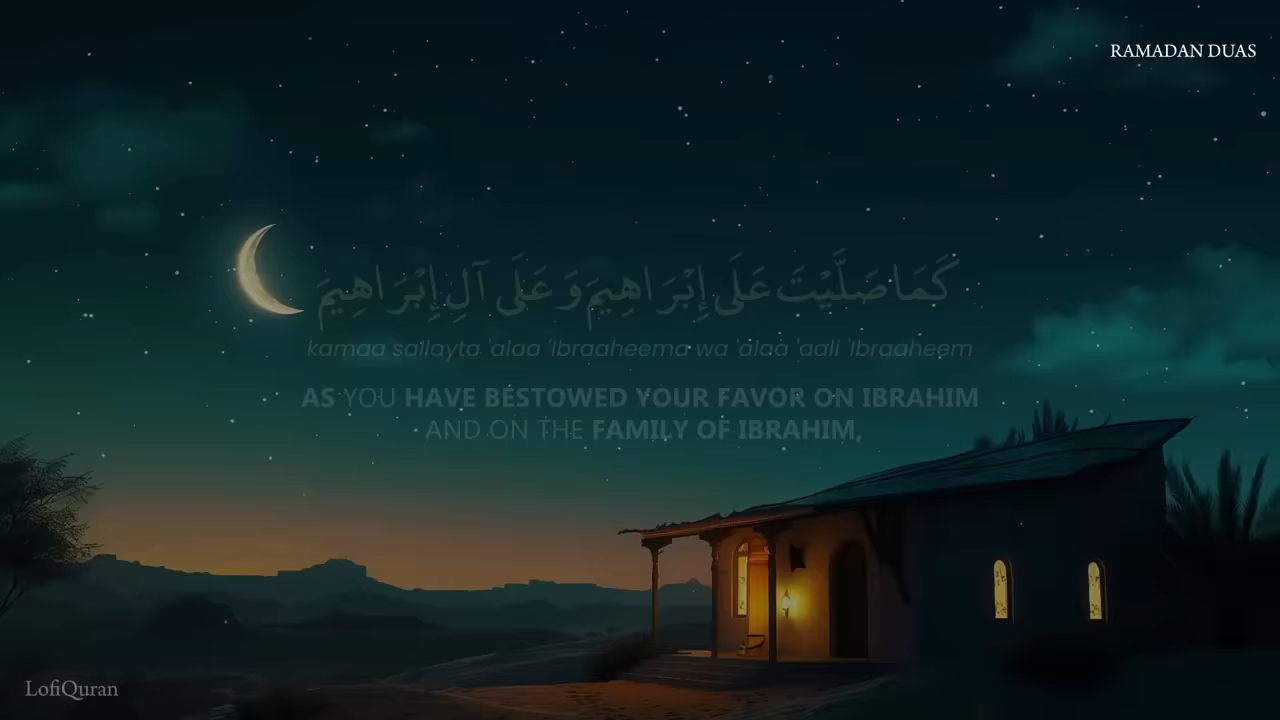 RAMADAN DUAS
كَمَا صَلَّيْتَ عَلَى إِبْرَاهِيمَ وَ عَلَى آلِ إِبْرَاهِيمَ
kamaa sallayta 'alaa 'Ibraaheema wa 'alaa 'aali 'Ibraaheem
AS YOU HAVE BESTOWED YOUR FAVOR ON IBRAHIM
AND ON THE FAMILY OF IBRAHIM,
LofiQuran